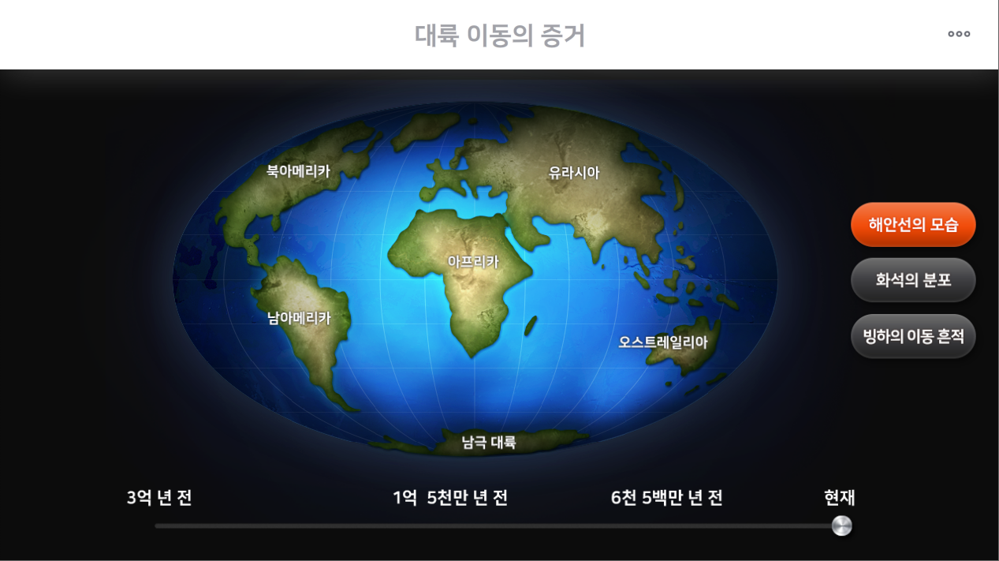 대륙 이동의 증거
북아메리카
유라시아
해안선의 모습
아프리카
화석의 분포
남아메리카
오스트레일리아
빙하의 이동 흔적
남극 대륙
3억 년 전
1억 5천만 년 전
6천 5백만 년 전
현재